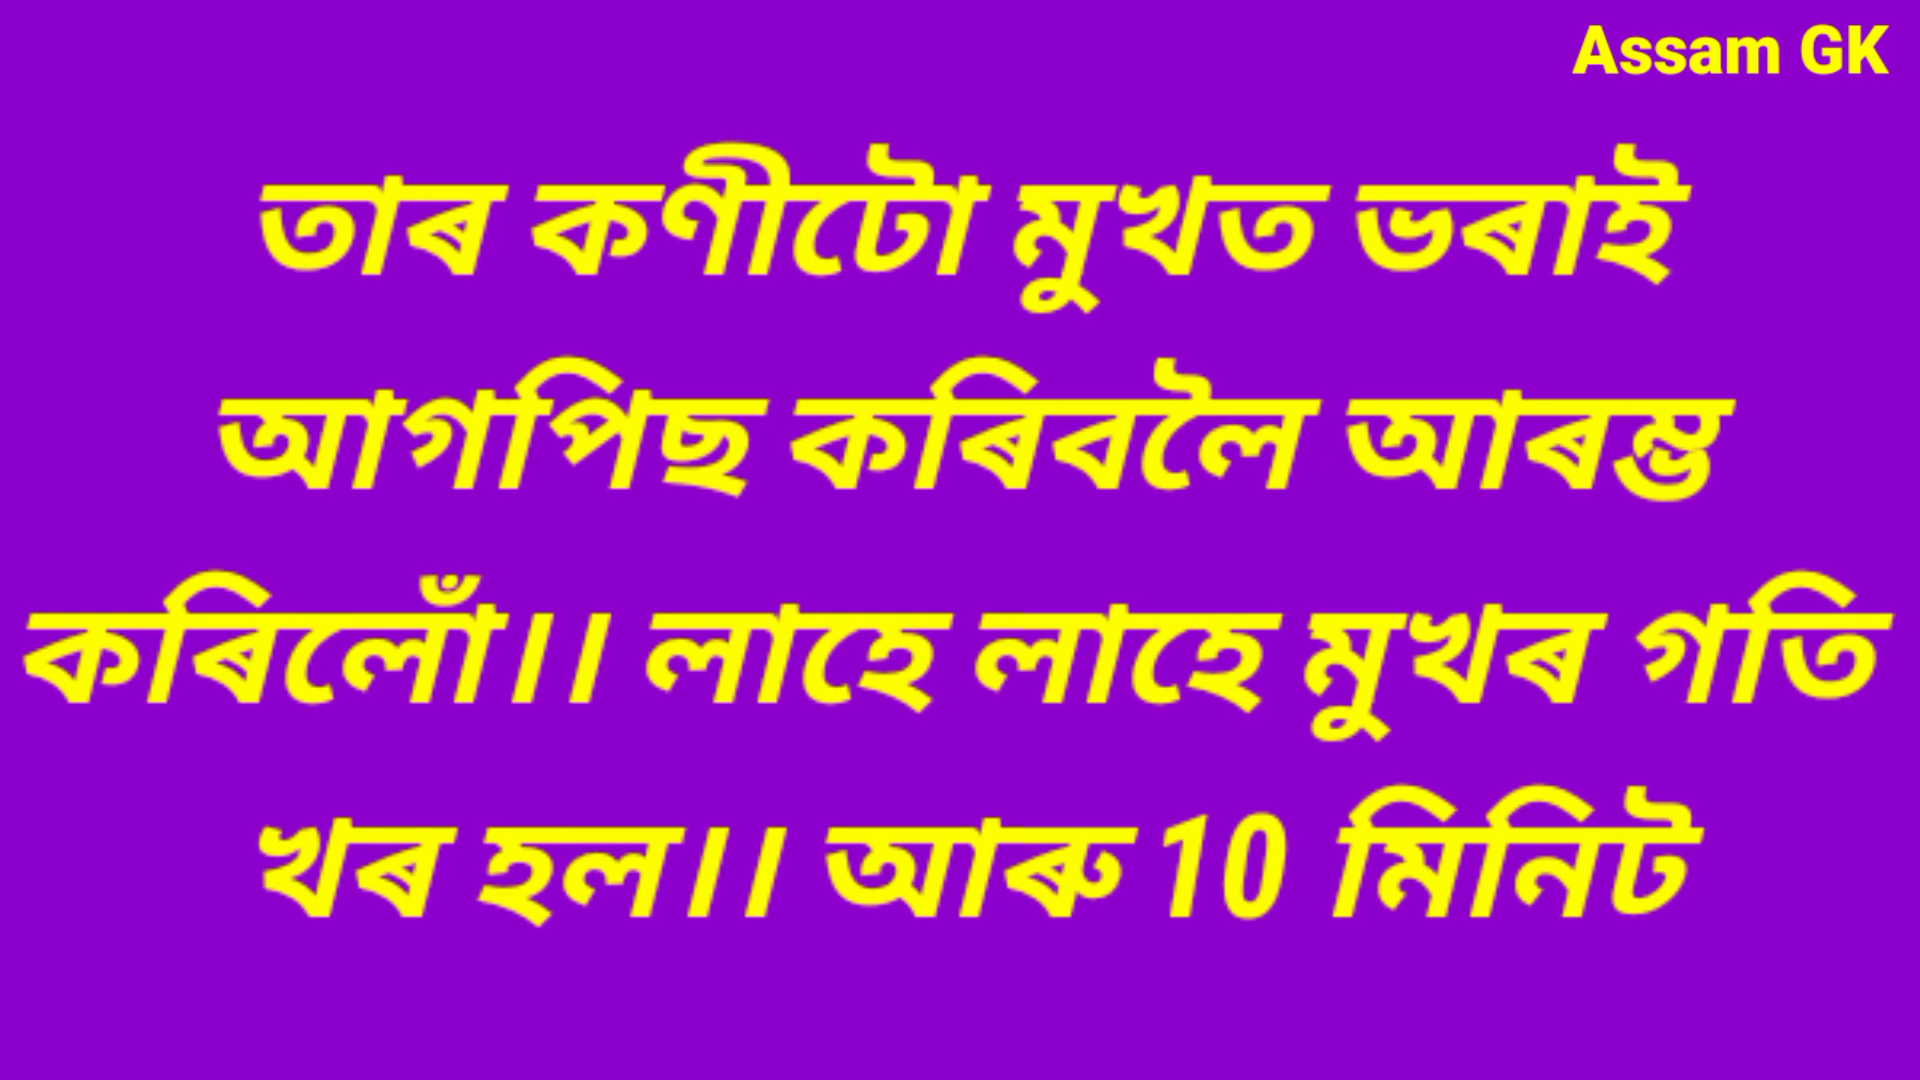 Assam GK
তাৰ কণীটো মুখত ভৰাই
আগপিছ কৰিবলৈ আৰম্ভ
কৰিলোঁ।। লাহে লাহে মুখৰ গতি
খৰ হল।। আৰু 10 মিনিট